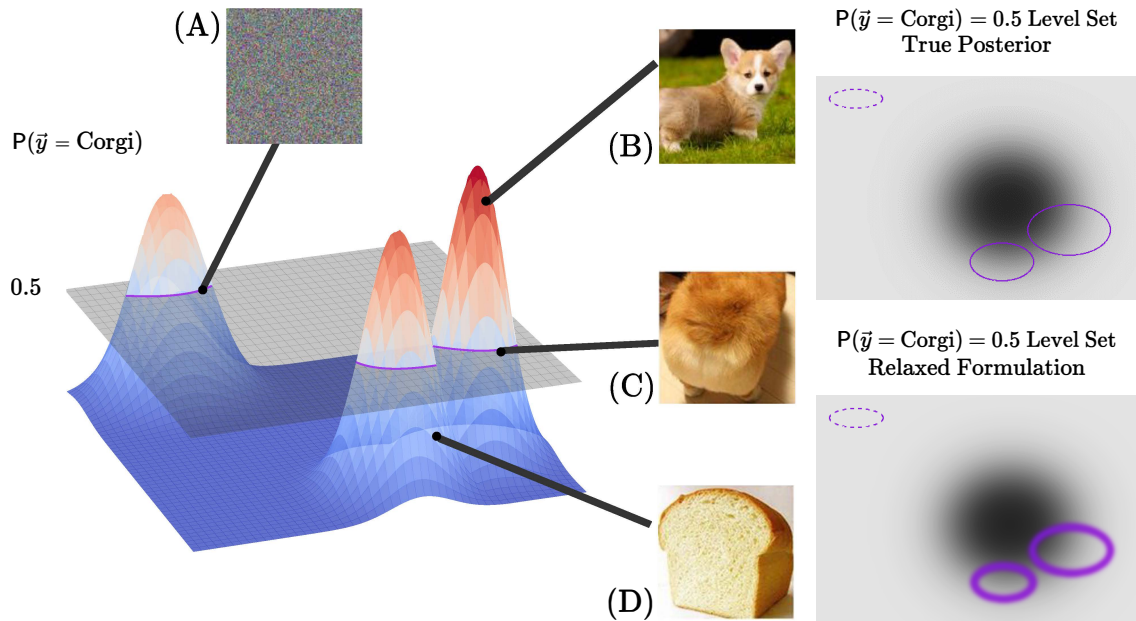 (A)
P(y⃗ = Corgi)
0.5
(B)
(C)
(D)
P(y⃗ = Corgi) = 0.5 Level Set
True Posterior
P(y⃗ = Corgi) = 0.5 Level Set
Relaxed Formulation